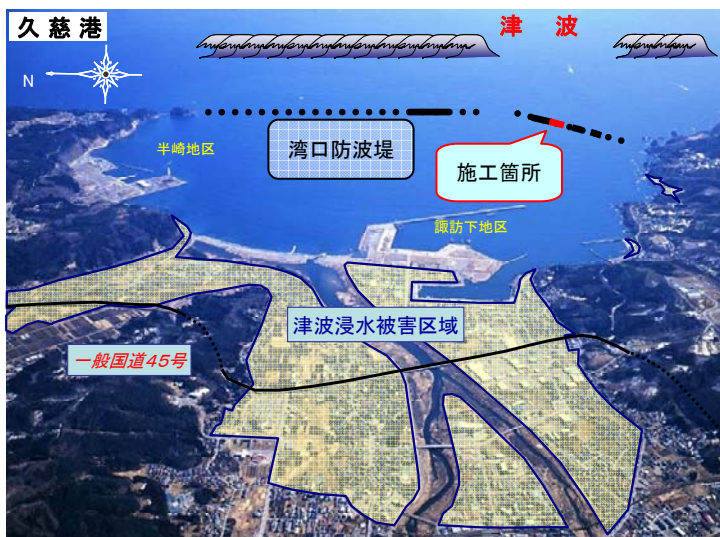 久慈港
津波
N
半崎地区
湾口防波堤
施工箇所
諏訪下地区
津波浸水被害区域
一般国道45号